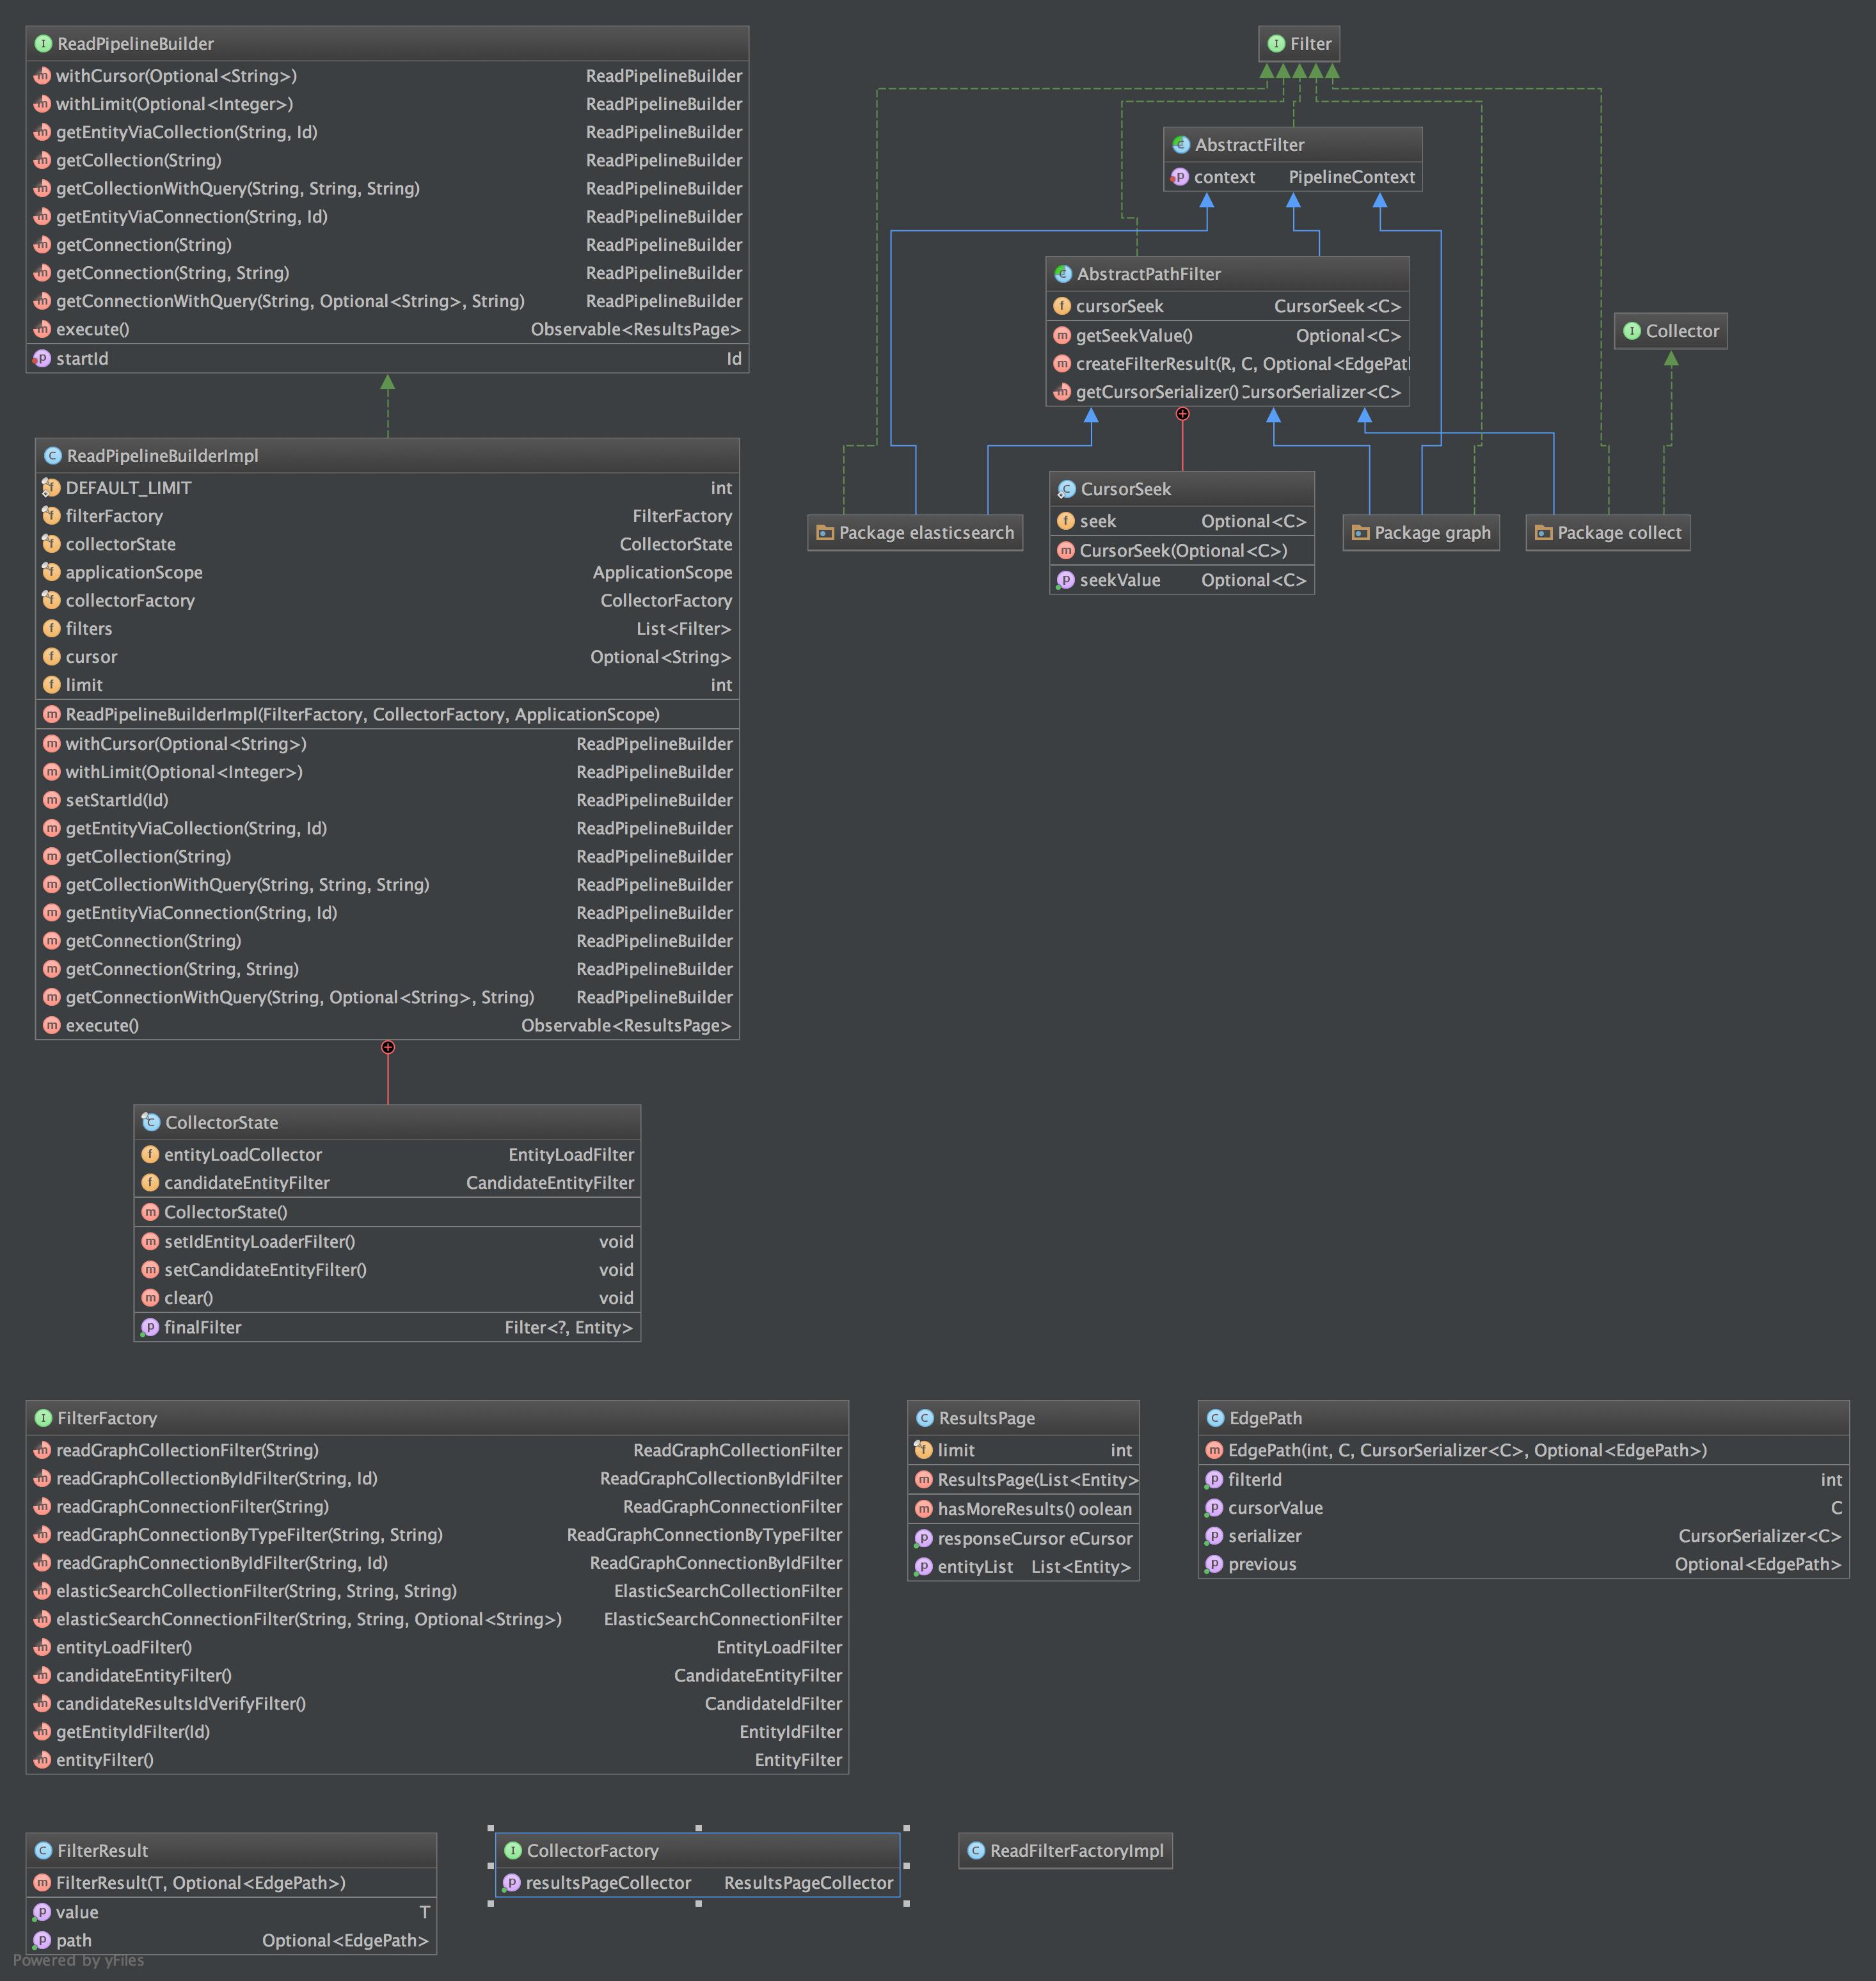 ReadPipelineBuilder
withCursor(Optional<String>) ReadPipelineBuilder
withLimit(Optional<Integer>) ReadPipelineBuilder
getEntityViaCollection(String, Id) ReadPipelineBuilder
getCollection(String) ReadPipelineBuilder
getCollectionWithQuery(String, String, String) ReadPipelineBuilder
getEntityViaConnection(String, Id) ReadPipelineBuilder
getConnection(String) ReadPipelineBuilder
getConnection(String, String) ReadPipelineBuilder
getConnectionWithQuery(String, Optional<String>, String) ReadPipelineBuilder
execute() Observable<ResultsPage>
startId Id
Filter
AbstractFilter
context PipelineContext
AbstractPathFilter
cursorSeek CursorSeek<C>
getSeekValue() Optional<C>
createFilterResult(R, C, Optional<EdgePath
getCursorSerializer() CursorSerializer<C>
Collector
CursorSeek
seek Optional<C>
CursorSeek(Optional<C>)
seekValue Optional<C>
Package elasticsearch
Package graph
Package collect
ReadPipelineBuilderImpl
DEFAULT_LIMIT int
filterFactory FilterFactory
collectorState CollectorState
applicationScope ApplicationScope
collectorFactory CollectorFactory
filters List<Filter>
cursor Optional<String>
limit int
ReadPipelineBuilderImpl(FilterFactory, CollectorFactory, ApplicationScope)
withCursor(Optional<String>) ReadPipelineBuilder
withLimit(Optional<Integer>) ReadPipelineBuilder
setStartId(Id) ReadPipelineBuilder
getEntityViaCollection(String, Id) ReadPipelineBuilder
getCollection(String) ReadPipelineBuilder
getCollectionWithQuery(String, String, String) ReadPipelineBuilder
getEntityViaConnection(String, Id) ReadPipelineBuilder
getConnection(String) ReadPipelineBuilder
getConnection(String, String) ReadPipelineBuilder
getConnectionWithQuery(String, Optional<String>, String) ReadPipelineBuilder
execute() Observable<ResultsPage>
CollectorState
entityLoadCollector EntityLoadFilter
candidateEntityFilter CandidateEntityFilter
CollectorState()
setIdEntityLoaderFilter() void
setCandidateEntityFilter() void
clear() void
finalFilter Filter<?, Entity>
FilterFactory
readGraphCollectionFilter(String) ReadGraphCollectionFilter
readGraphCollectionByIdFilter(String, Id) ReadGraphCollectionByIdFilter
readGraphConnectionFilter(String) ReadGraphConnectionFilter
readGraphConnectionByTypeFilter(String, String) ReadGraphConnectionByTypeFilter
readGraphConnectionByIdFilter(String, Id) ReadGraphConnectionByIdFilter
elasticSearchCollectionFilter(String, String, String) ElasticSearchCollectionFilter
elasticSearchConnectionFilter(String, String, Optional<String>) ElasticSearchConnectionFilter
entityLoadFilter() EntityLoadFilter
candidateEntityFilter() CandidateEntityFilter
candidateResultsIdVerifyFilter() CandidateIdFilter
getEntityIdFilter(Id) EntityIdFilter
entityFilter() EntityFilter
ResultsPage
limit int
ResultsPage(List<Entity>
hasMoreResults() oolean
responseCursor eCursor
entityList List<Entity>
EdgePath
EdgePath(int, C, CursorSerializer<C>, Optional<EdgePath>)
filterId int
cursorValue C
serializer CursorSerializer<C>
previous Optional<EdgePath>
FilterResult
FilterResult(T, Optional<EdgePath>)
value T
path Optional<EdgePath>
CollectorFactory
resultsPageCollector ResultsPageCollector
ReadFilterFactoryImpl
Powered by yFiles